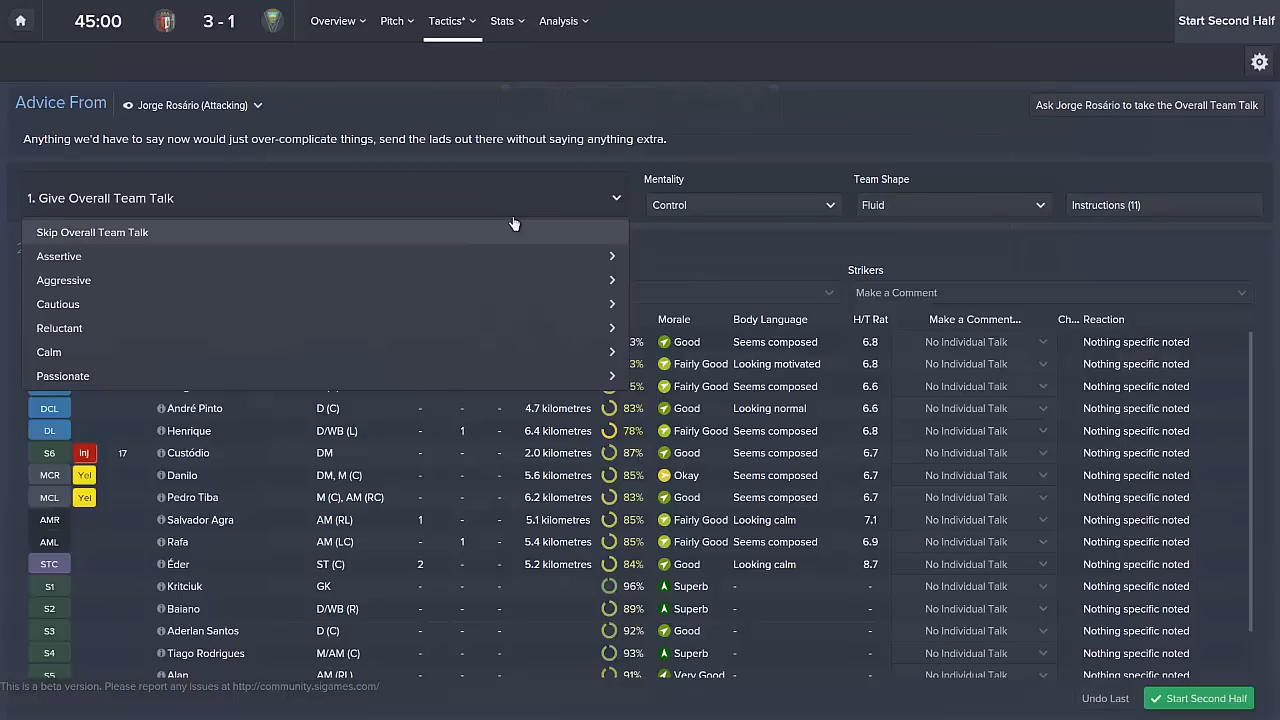 45:00 3 - 1 Overview Pitch Tactics* Stats Analysis Start Second Half
Advice From Jorge Rosário (Attacking) Ask Jorge Rosário to take the Overall Team Talk
Anything we'd have to say now would just over-complicate things, send the lads out there without saying anything extra.
Mentality Team Shape
1. Give Overall Team Talk Control Fluid Instructions (11)
Skip Overall Team Talk
Assertive
Aggressive
Cautious
Reluctant
Calm
Passionate
Strikers
Make a Comment
Morale Body Language H/T Rat Make a Comment... Ch... Reaction
3% Good Seems composed 6.8 No Individual Talk Nothing specific noted
3% Fairly Good Looking motivated 6.8 No Individual Talk Nothing specific noted
5% Fairly Good Seems composed 6.6 No Individual Talk Nothing specific noted
DCL André Pinto D (C) - - - 4.7 kilometres 83% Good Looking normal 6.6 No Individual Talk Nothing specific noted
DL Henrique D/WB (L) - 1 - 6.4 kilometres 78% Fairly Good Seems composed 6.8 No Individual Talk Nothing specific noted
S6 Inj 17 Custódio DM - - - 2.0 kilometres 87% Good Seems composed 6.7 No Individual Talk Nothing specific noted
MCR Yel Danilo DM, M (C) - - - 5.6 kilometres 85% Okay Seems composed 6.7 No Individual Talk Nothing specific noted
MCL Yel Pedro Tiba M (C), AM (RC) - - - 6.2 kilometres 83% Good Seems composed 6.7 No Individual Talk Nothing specific noted
AMR Salvador Agra AM (RL) 1 - - 5.1 kilometres 85% Fairly Good Looking calm 7.1 No Individual Talk Nothing specific noted
AML Rafa AM (LC) - 1 - 5.4 kilometres 85% Fairly Good Seems composed 6.9 No Individual Talk Nothing specific noted
STC Éder ST (C) 2 - - 5.2 kilometres 84% Good Looking calm 8.7 No Individual Talk Nothing specific noted
S1 Kritciuk GK - - - 96% Superb - - No Individual Talk Nothing specific noted
S2 Baiano D/WB (R) - - - 89% Superb - - No Individual Talk Nothing specific noted
S3 Aderlan Santos D (C) - - - 92% Good - - No Individual Talk Nothing specific noted
S4 Tiago Rodrigues M/AM (C) - - - 93% Superb - - No Individual Talk Nothing specific noted
S5 Alan AM (RL) - - - 91% Very Good - - No Individual Talk Nothing specific noted
This is a beta version. Please report any issues at http://community.sigames.com/
Undo Last Start Second Half